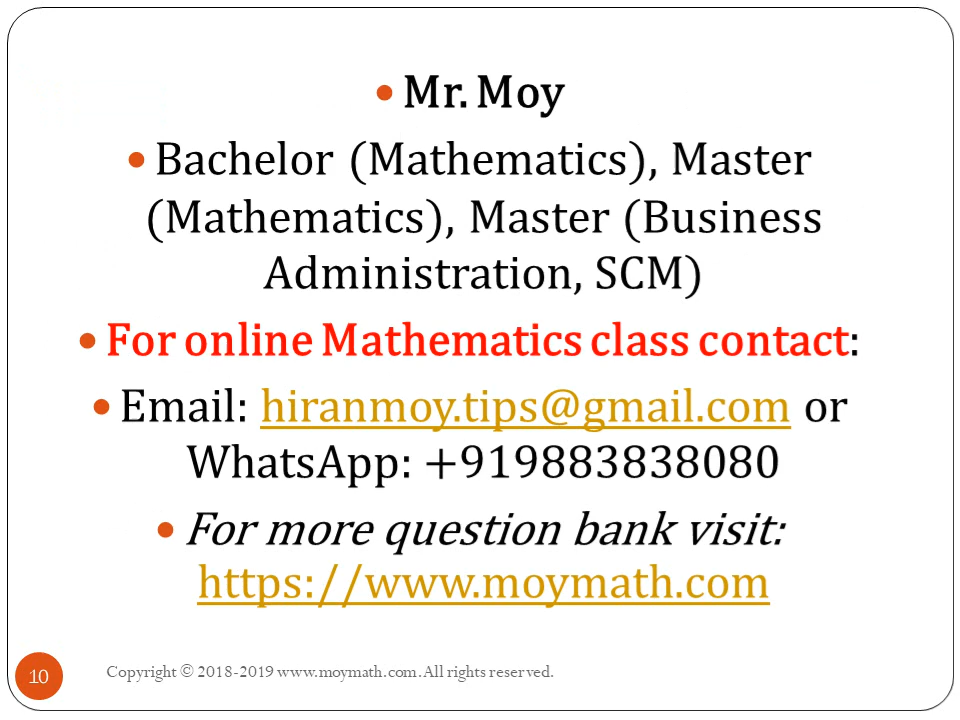 • Mr. Moy
• Bachelor (Mathematics), Master
(Mathematics), Master (Business
Administration, SCM)
• For online Mathematics class contact:
• Email: hiranmoy.tips@gmail.com or
WhatsApp: +919883838080
• For more question bank visit:
https://www.moymath.com
10
Copyright © 2018-2019 www.moymath.com. All rights reserved.